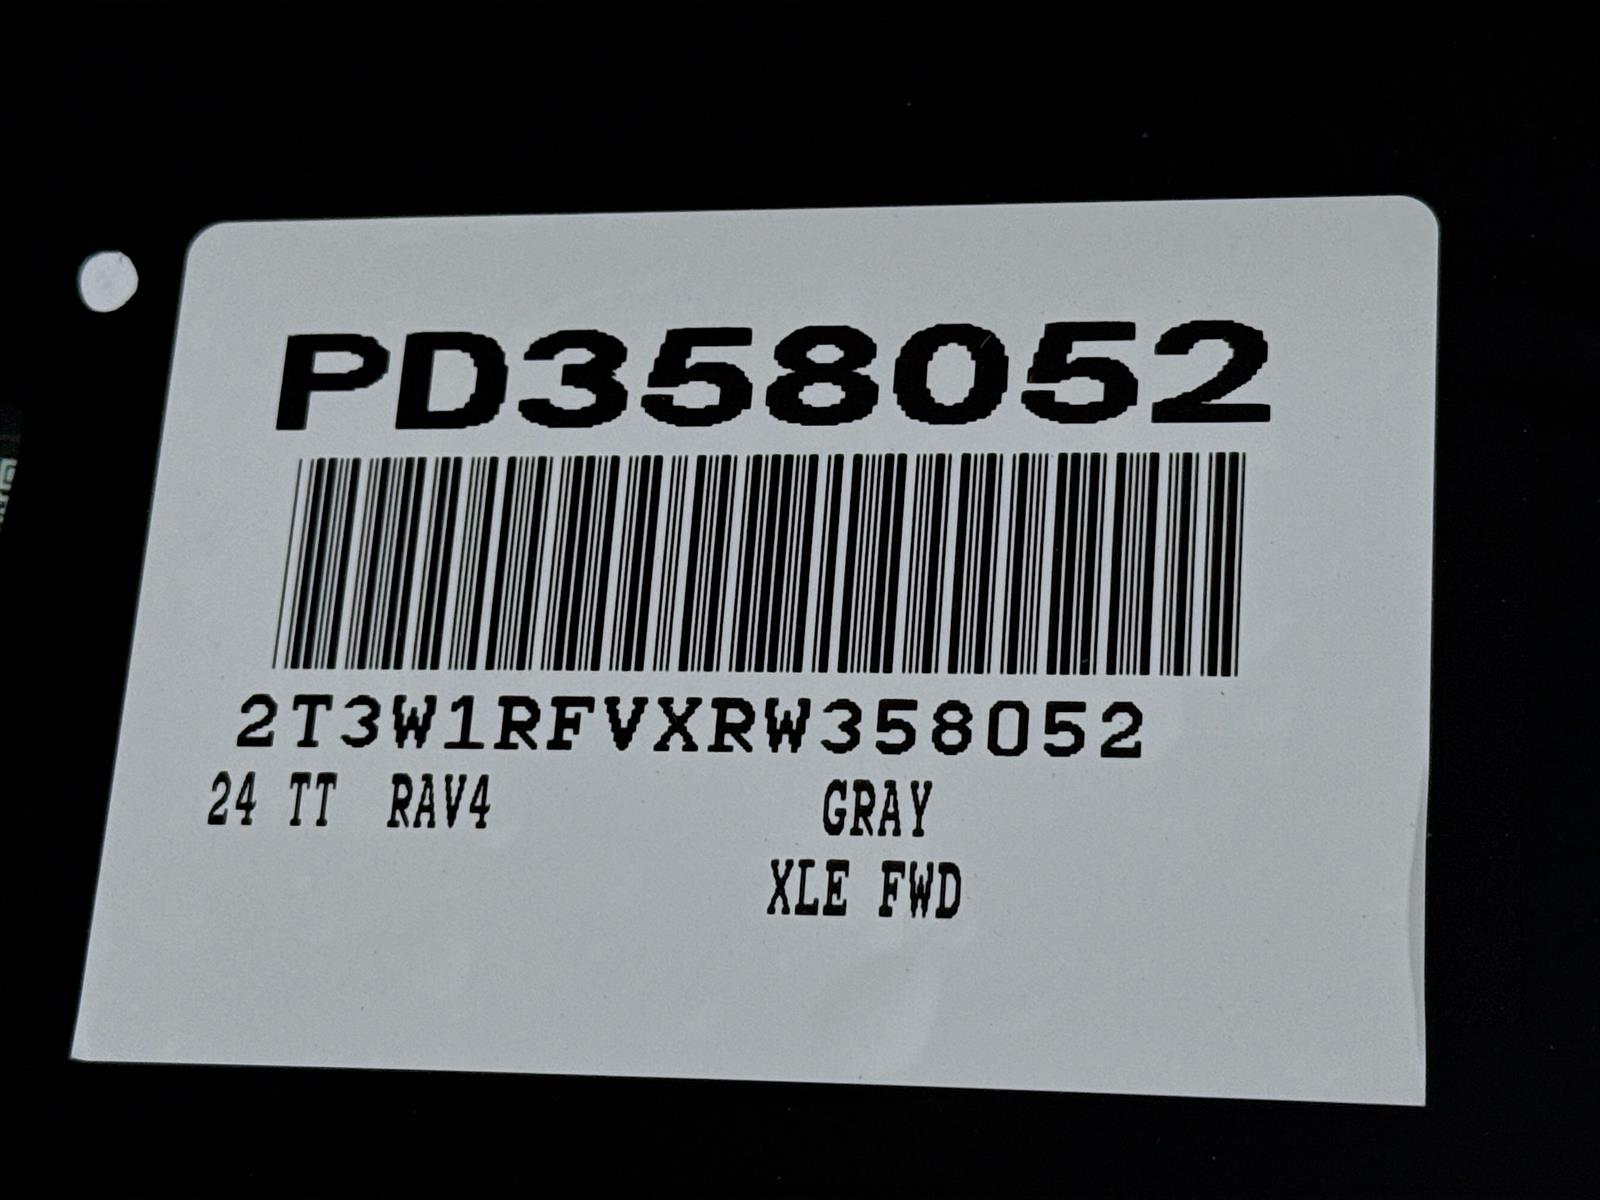 PD358052
2T3W1RFVXRW358052
24 TT RAV4 GRAY
XLE FWD